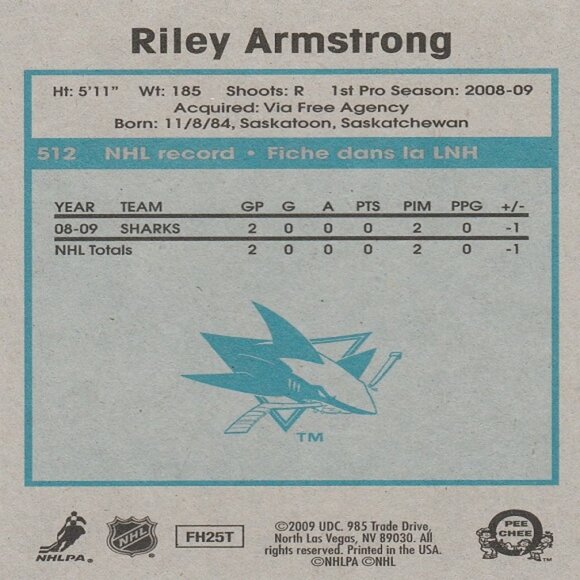 Riley Armstrong
Ht: 5'11" Wt: 185 Shoots: R 1st Pro Season: 2008-09
Acquired: Via Free Agency
Born: 11/8/84, Saskatoon, Saskatchewan
512 NHL record • Fiche dans la LNH
YEAR TEAM GP G A PTS PIM PPG +/-
08-09 SHARKS 2 0 0 0 2 0 -1
NHL Totals 2 0 0 0 2 0 -1
TM
NHLPA®
NHL
FH25T
©2009 UDC. 985 Trade Drive,
North Las Vegas, NV 89030. All
rights reserved. Printed in the USA.
©NHLPA ©NHL
O PEE CHEE